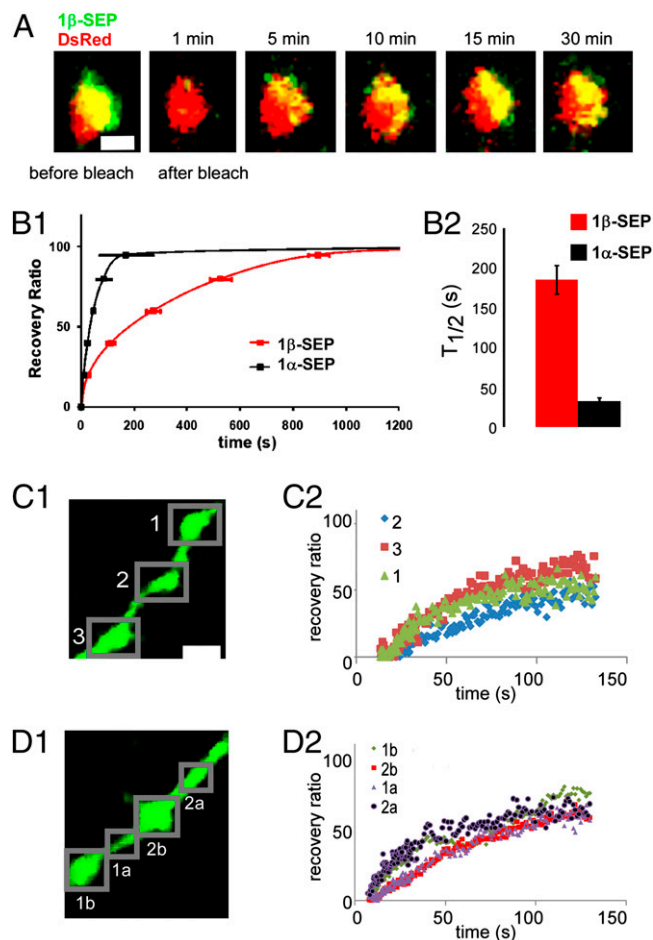 A
1β-SEP
DsRed
1 min
5 min
10 min
15 min
30 min
before bleach
after bleach
B1
100
80
40
0
Recovery Ratio
1β-SEP
1α-SEP
0 200 400 600 800 1000 1200
time (s)
B2
1β-SEP
1α-SEP
250
200
150
100
50
0
T1/2 (s)
C1
1
2
3
C2
100
50
0
recovery ratio
2
3
1
50 100 150
time (s)
D1
2a
2b
1a
1b
D2
100
50
0
recovery ratio
1b
2b
1a
2a
0 50 100 150
time (s)